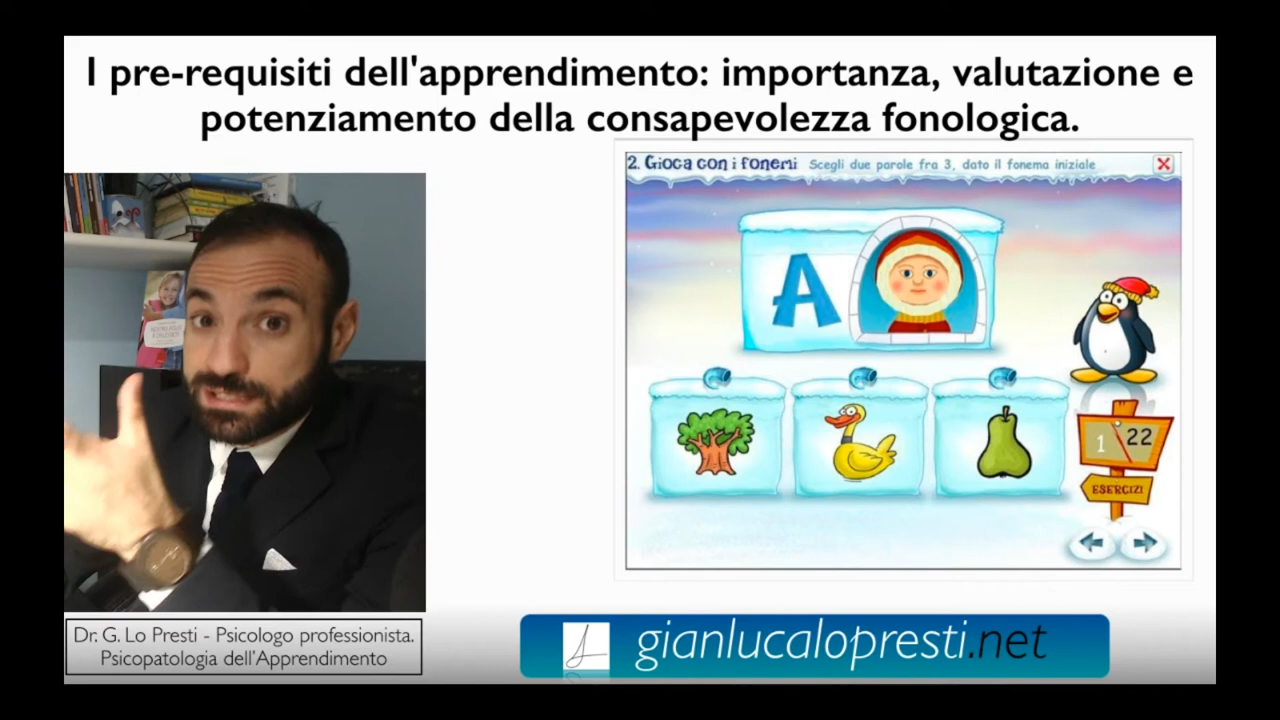 I pre-requisiti dell'apprendimento: importanza, valutazione e
potenziamento della consapevolezza fonologica.
2. Gioca con i fonemi Scegli due parole fra 3, dato il fonema iniziale
A
1 22
ESERCIZI
Dr. G. Lo Presti - Psicologo professionista.
Psicopatologia dell'Apprendimento
gianlucalopresti.net